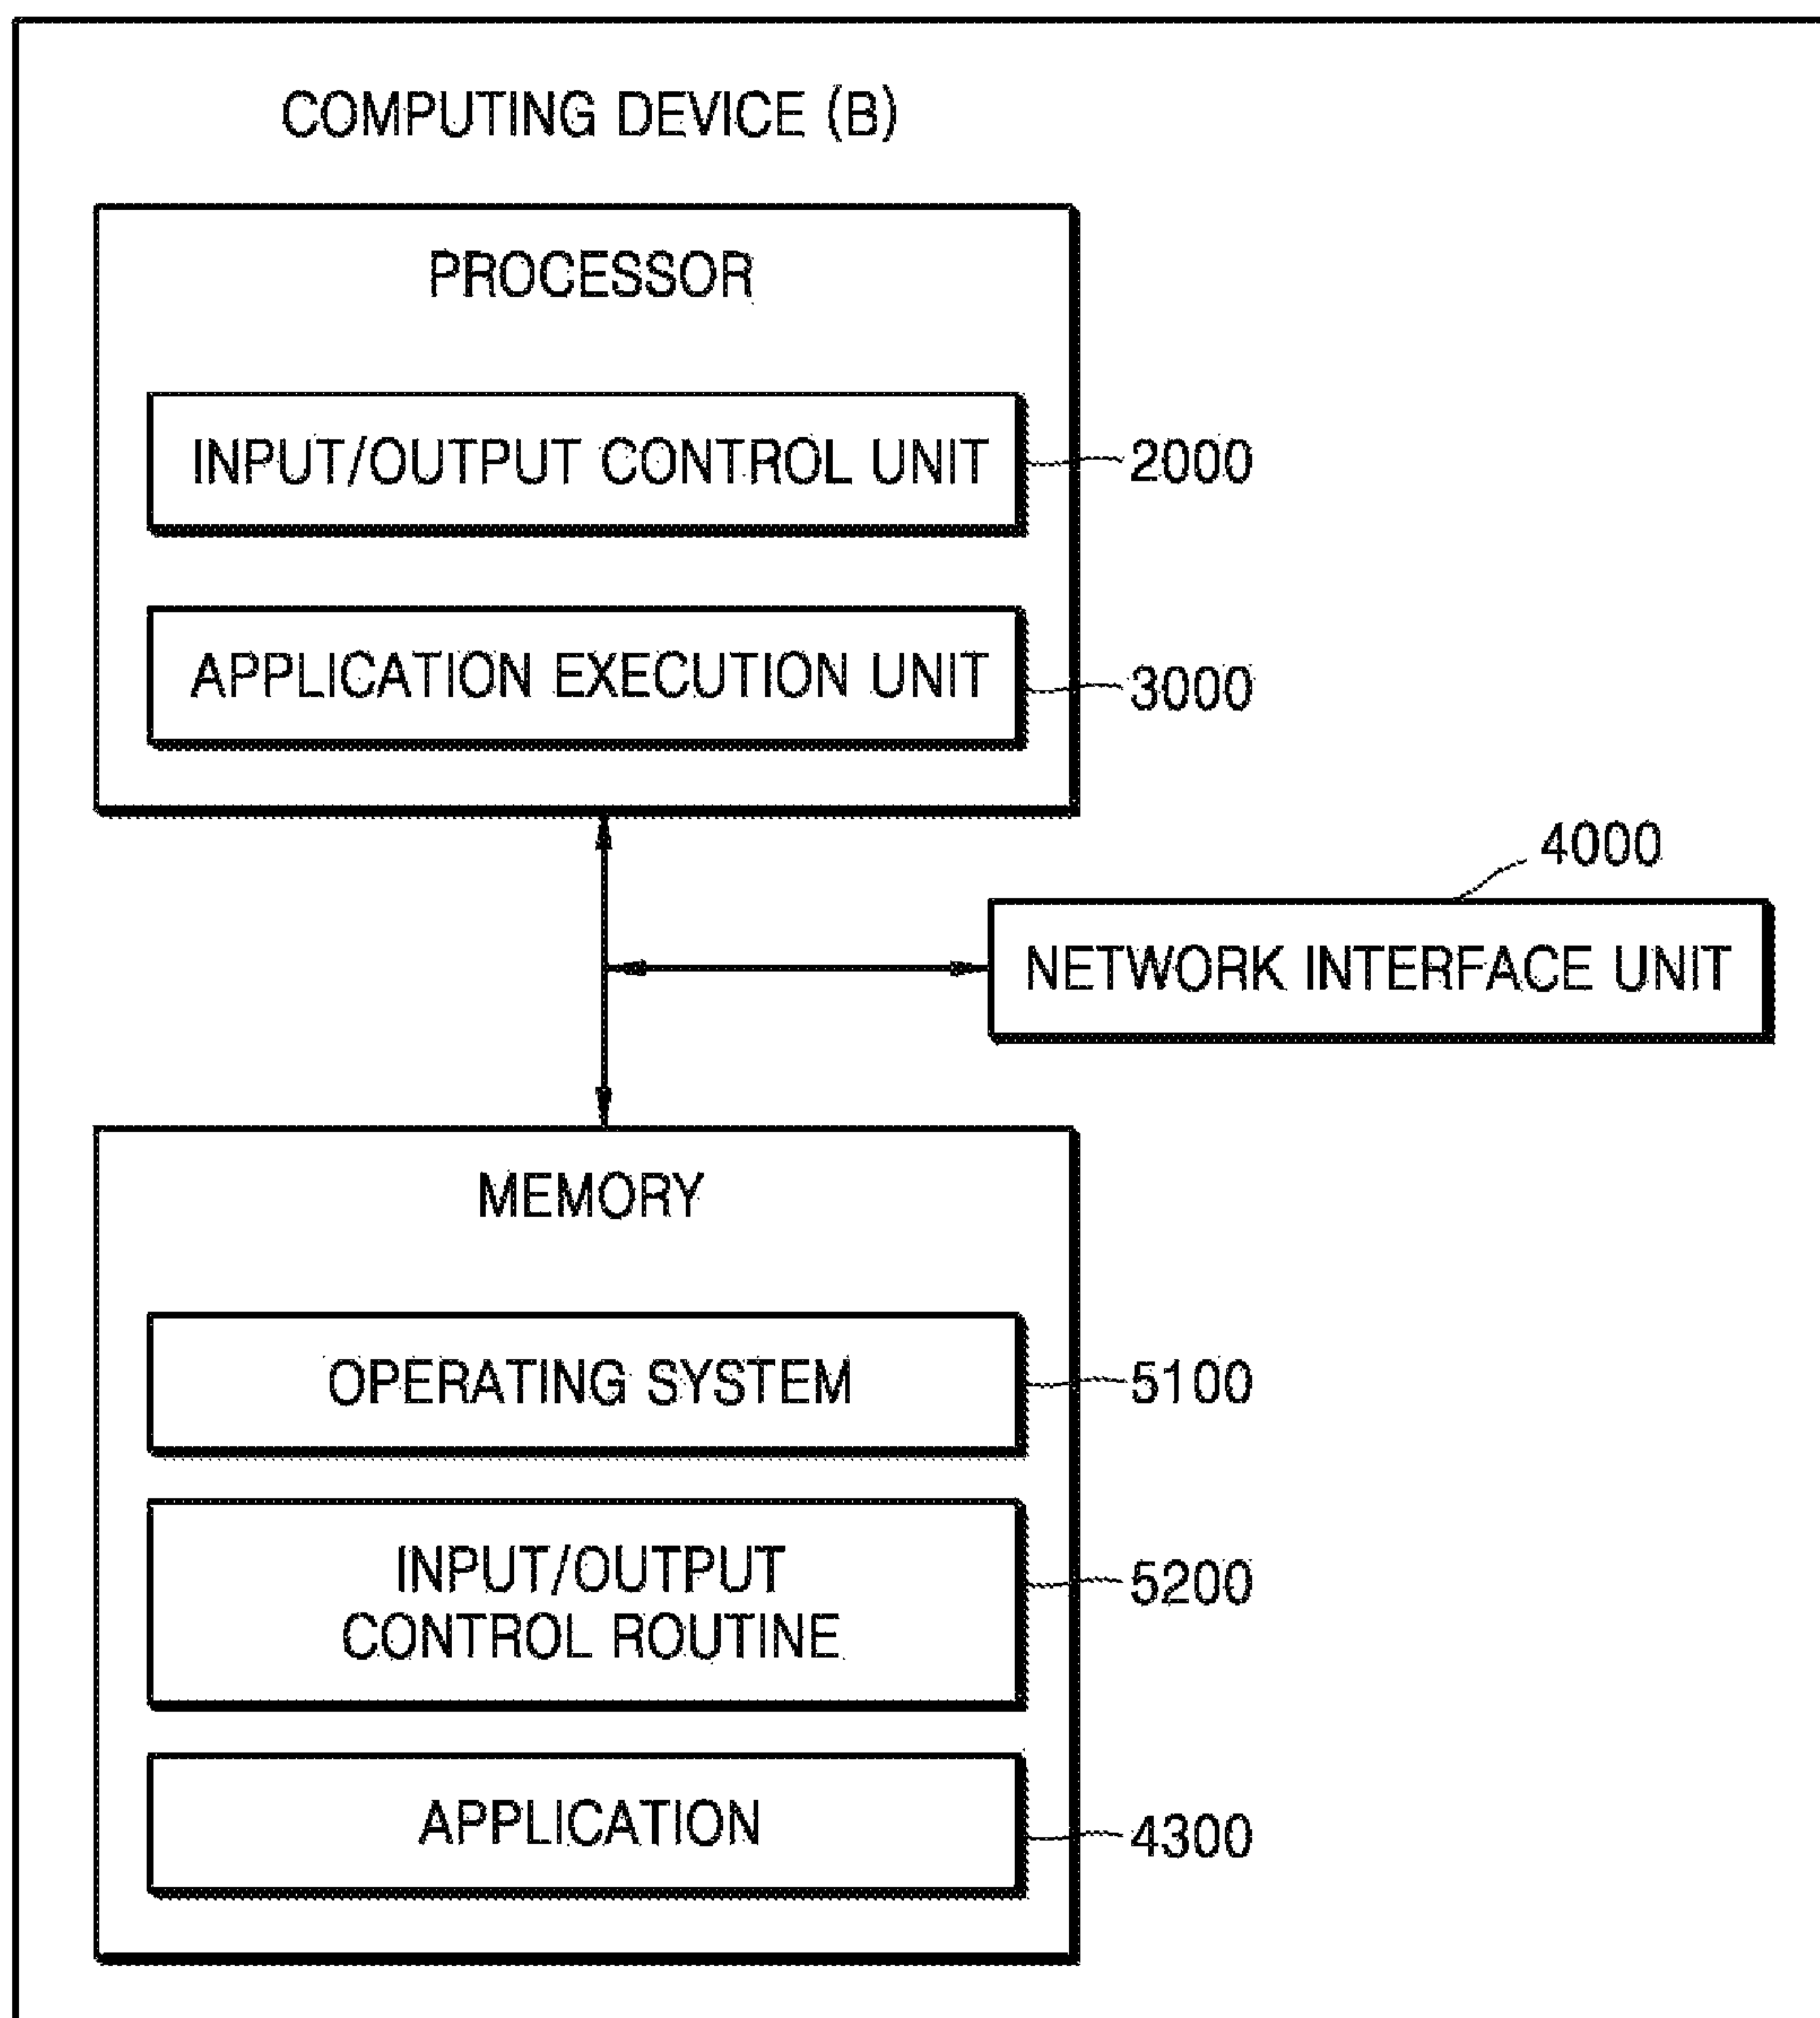 COMPUTING DEVICE (B)
PROCESSOR
INPUT/OUTPUT CONTROL UNIT
2000
APPLICATION EXECUTION UNIT
3000
4000
NETWORK INTERFACE UNIT
MEMORY
OPERATING SYSTEM
5100
INPUT/OUTPUT
CONTROL ROUTINE
5200
APPLICATION
4300